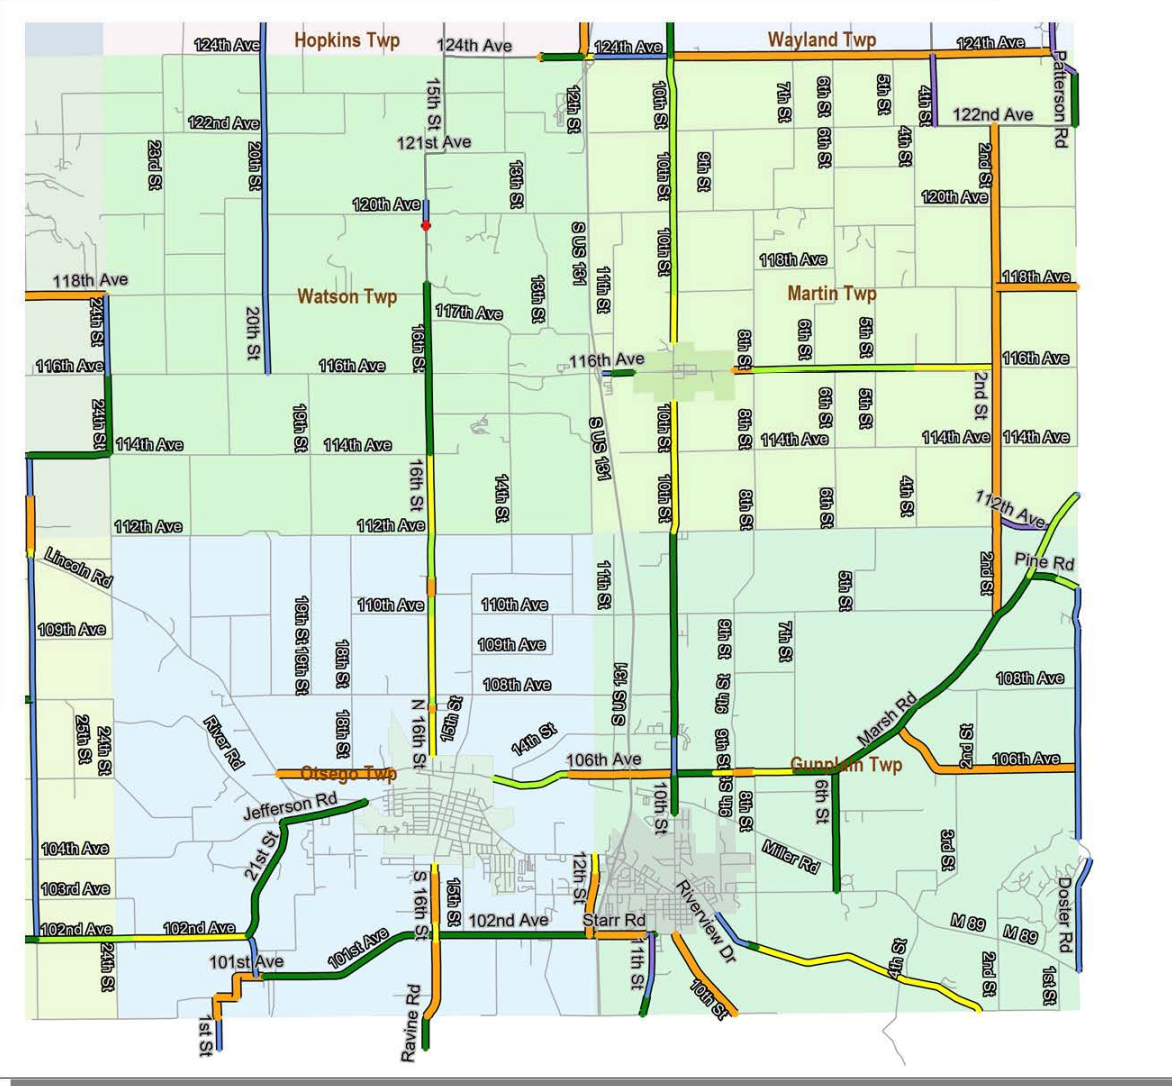 Hopkins Twp
Wayland Twp
124th Ave
124th Ave
124th Ave
124th Ave
Patterson Rd
15th St
12th St
10th St
7th St
6th St
5th St
4th St
122nd Ave
122nd Ave
121st Ave
23rd St
20th St
13th St
10th St
9th St
6th St
4th St
2nd St
120th Ave
120th Ave
S US 131
10th St
118th Ave
118th Ave
118th Ave
24th St
Watson Twp
Martin Twp
13th St
11th St
117th Ave
20th St
16th St
8th St
6th St
5th St
116th Ave
116th Ave
116th Ave
116th Ave
2nd St
24th St
19th St
114th Ave
114th Ave
S US 131
10th St
8th St
6th St
5th St
114th Ave
114th Ave
114th Ave
16th St
14th St
10th St
8th St
6th St
4th St
112th Ave
112th Ave
112th Ave
Lincoln Rd
Pine Rd
11th St
5th St
2nd St
109th Ave
19th St
19th St
110th Ave
110th Ave
109th Ave
108th Ave
18th St
9th St
7th St
9th St
108th Ave
S US 131
25th St
24th St
River Rd
18th St
N 16th St
15th St
14th St
9th St
Marsh Rd
2nd St
106th Ave
106th Ave
Otsego Twp
Gunplain Twp
Jefferson Rd
10th St
9th St
8th St
6th St
21st St
104th Ave
103rd Ave
Miller Rd
3rd St
12th St
S 16th St
15th St
Riverview Dr
Doster Rd
102nd Ave
102nd Ave
102nd Ave
Starr Rd
M 89
M 89
24th St
101st Ave
101st Ave
11th St
10th St
4th St
2nd St
1st St
1st St
Ravine Rd